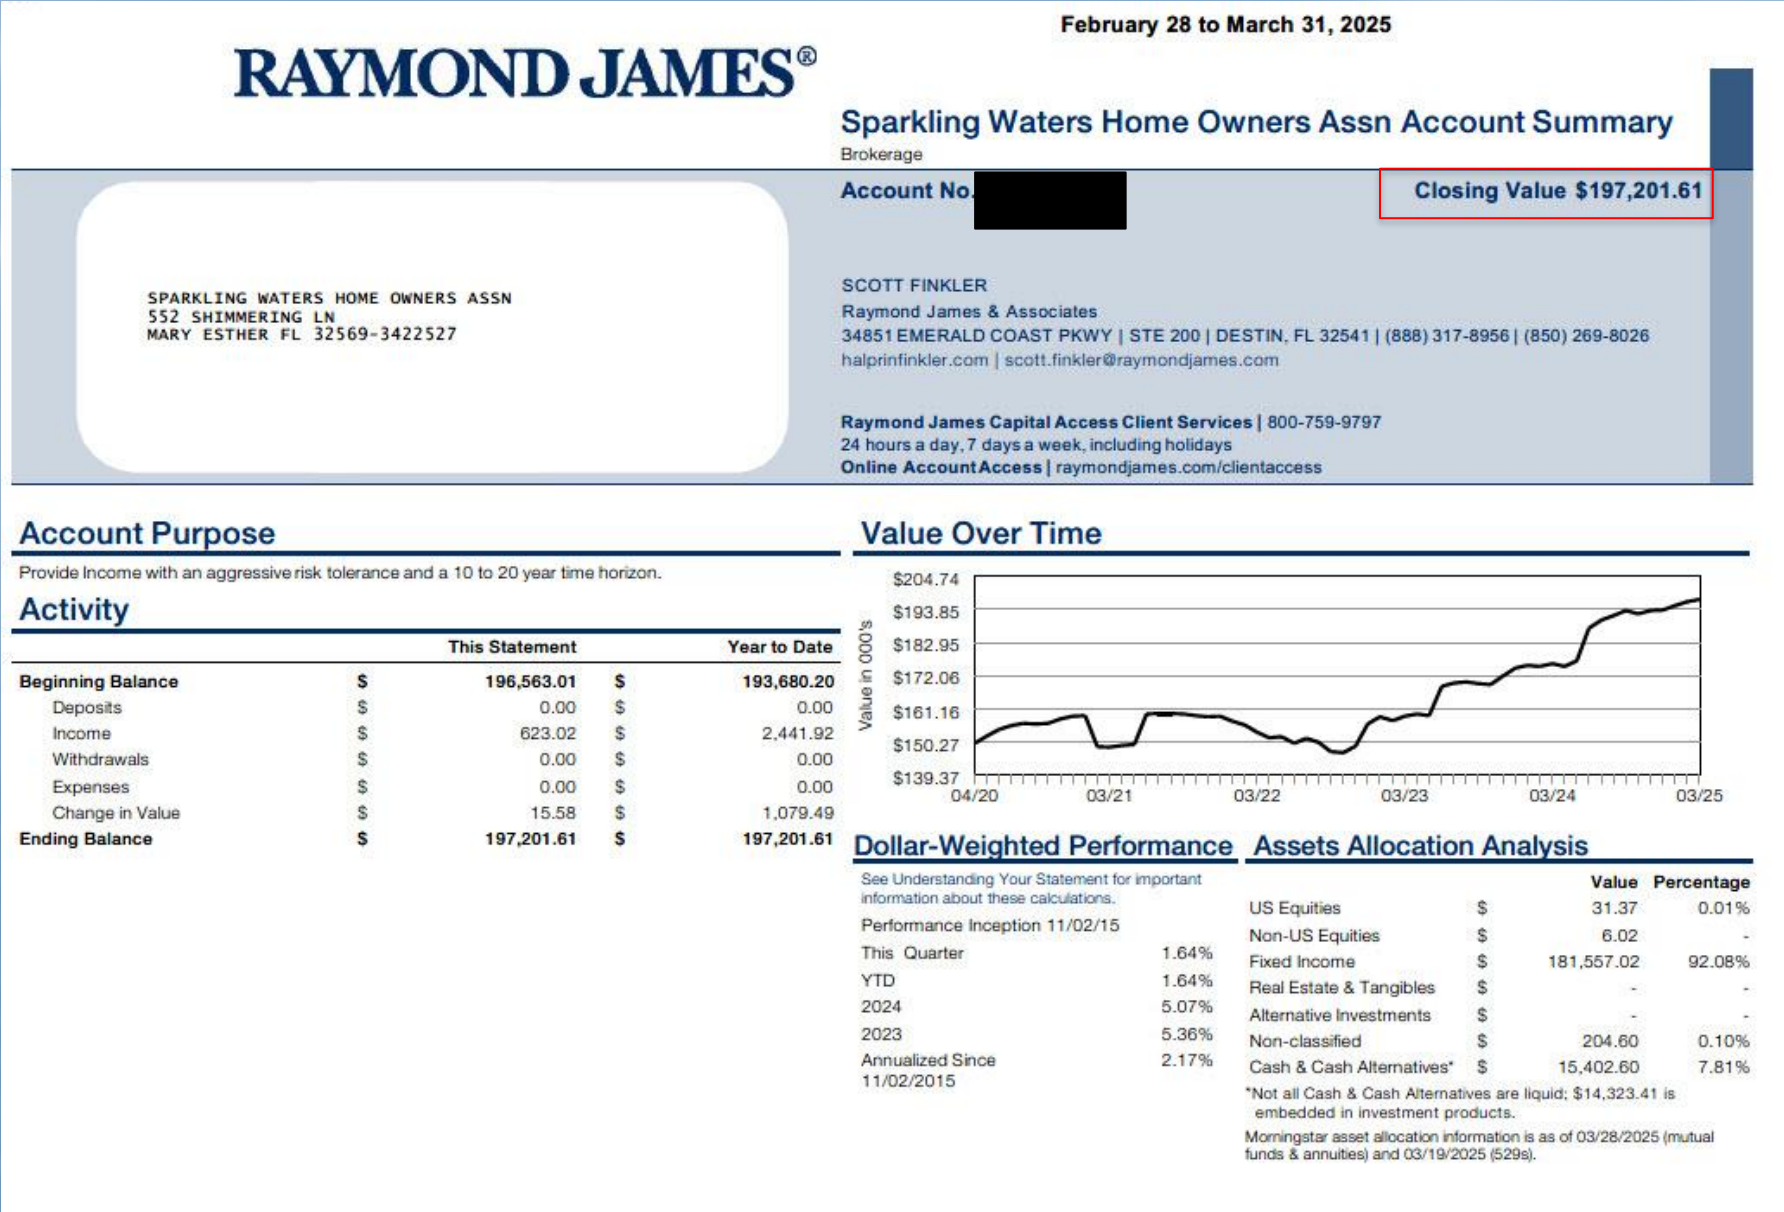 February 28 to March 31, 2025
RAYMOND JAMES®
Sparkling Waters Home Owners Assn Account Summary
Brokerage
Account No.
Closing Value $197,201.61
SPARKLING WATERS HOME OWNERS ASSN
552 SHIMMERING LN
MARY ESTHER FL 32569-3422527
SCOTT FINKLER
Raymond James & Associates
34851 EMERALD COAST PKWY | STE 200 | DESTIN, FL 32541 | (888) 317-8956 | (850) 269-8026
halprinfinkler.com | scott.finkler@raymondjames.com
Raymond James Capital Access Client Services | 800-759-9797
24 hours a day, 7 days a week, including holidays
Online Account Access | raymondjames.com/clientaccess
Account Purpose
Provide Income with an aggressive risk tolerance and a 10 to 20 year time horizon.
Activity
This Statement Year to Date
Beginning Balance $ 196,563.01 $ 193,680.20
Deposits $ 0.00 $ 0.00
Income $ 623.02 $ 2,441.92
Withdrawals $ 0.00 $ 0.00
Expenses $ 0.00 $ 0.00
Change in Value $ 15.58 $ 1,079.49
Ending Balance $ 197,201.61 $ 197,201.61
Value Over Time
Value in 000's
$204.74
$193.85
$182.95
$172.06
$161.16
$150.27
$139.37
04/20 03/21 03/22 03/23 03/24 03/25
Dollar-Weighted Performance
See Understanding Your Statement for important
information about these calculations.
Performance Inception 11/02/15
This Quarter 1.64%
YTD 1.64%
2024 5.07%
2023 5.36%
Annualized Since 2.17%
11/02/2015
Assets Allocation Analysis
Value Percentage
US Equities $ 31.37 0.01%
Non-US Equities $ 6.02 -
Fixed Income $ 181,557.02 92.08%
Real Estate & Tangibles $ - -
Alternative Investments $ - -
Non-classified $ 204.60 0.10%
Cash & Cash Alternatives* $ 15,402.60 7.81%
*Not all Cash & Cash Alternatives are liquid; $14,323.41 is
embedded in investment products.
Morningstar asset allocation information is as of 03/28/2025 (mutual
funds & annuities) and 03/19/2025 (529s).